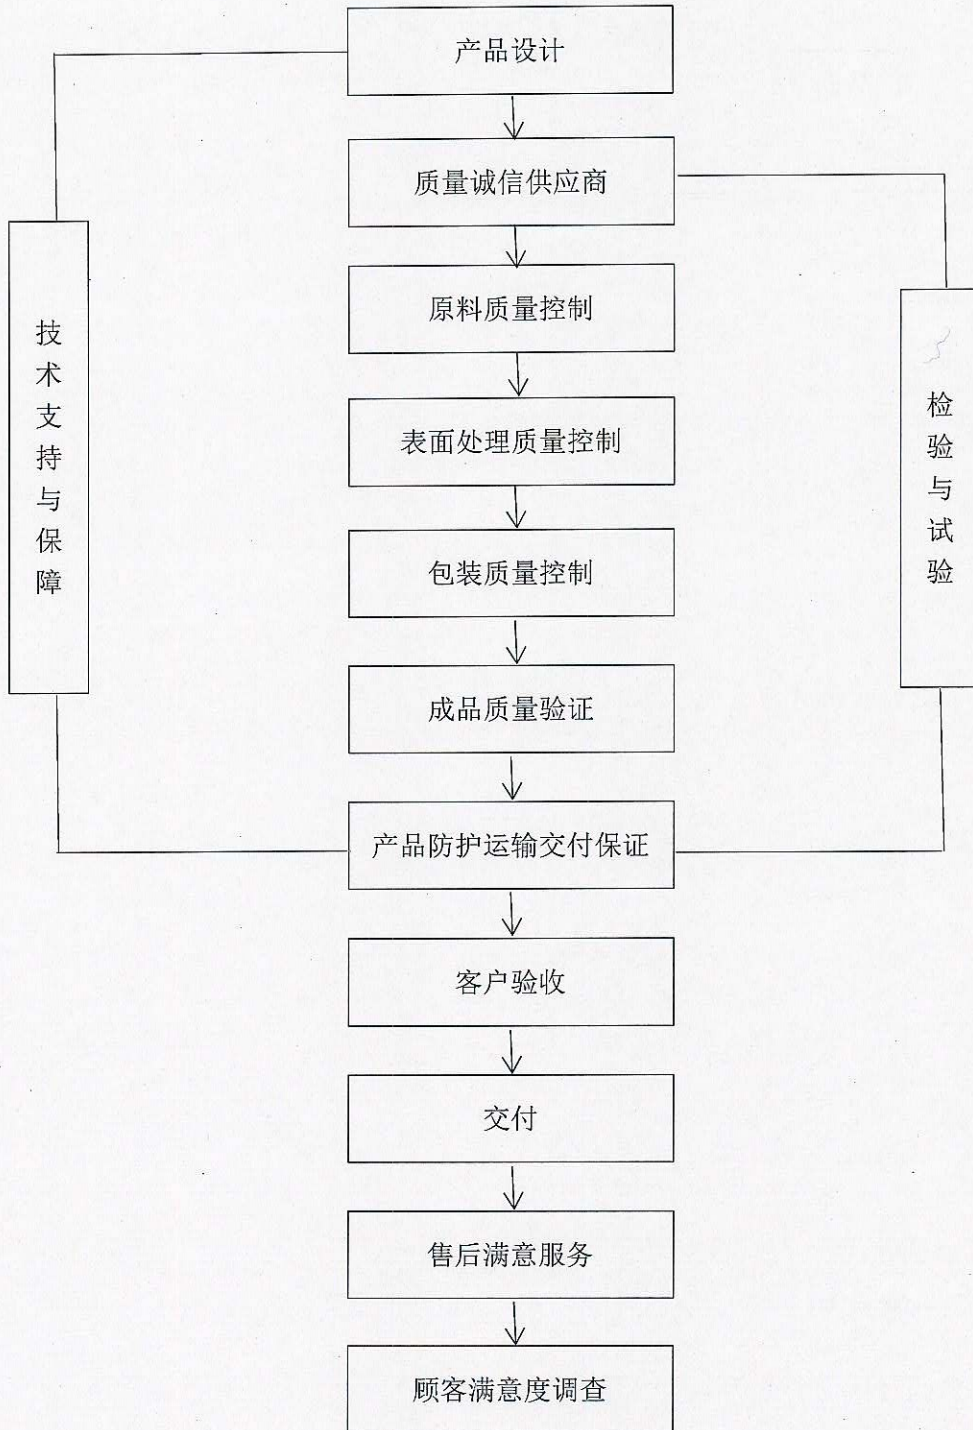 产品设计
质量诚信供应商
原料质量控制
表面处理质量控制
包装质量控制
成品质量验证
产品防护运输交付保证
客户验收
交付
售后满意服务
顾客满意度调查
技术支持与保障
检验与试验